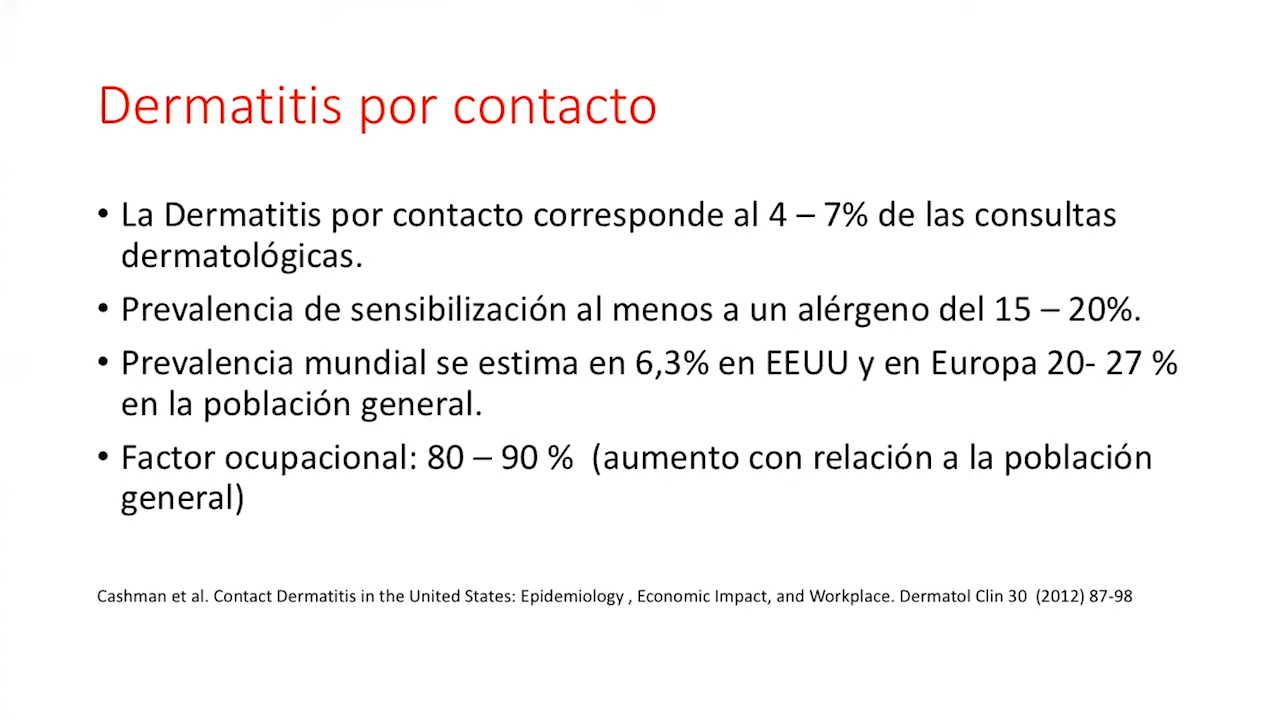 Dermatitis por contacto
• La Dermatitis por contacto corresponde al 4 – 7% de las consultas
dermatológicas.
• Prevalencia de sensibilización al menos a un alérgeno del 15 – 20%.
• Prevalencia mundial se estima en 6,3% en EEUU y en Europa 20- 27 %
en la población general.
• Factor ocupacional: 80 – 90 %  (aumento con relación a la población
general)
Cashman et al. Contact Dermatitis in the United States: Epidemiology , Economic Impact, and Workplace. Dermatol Clin 30  (2012) 87-98